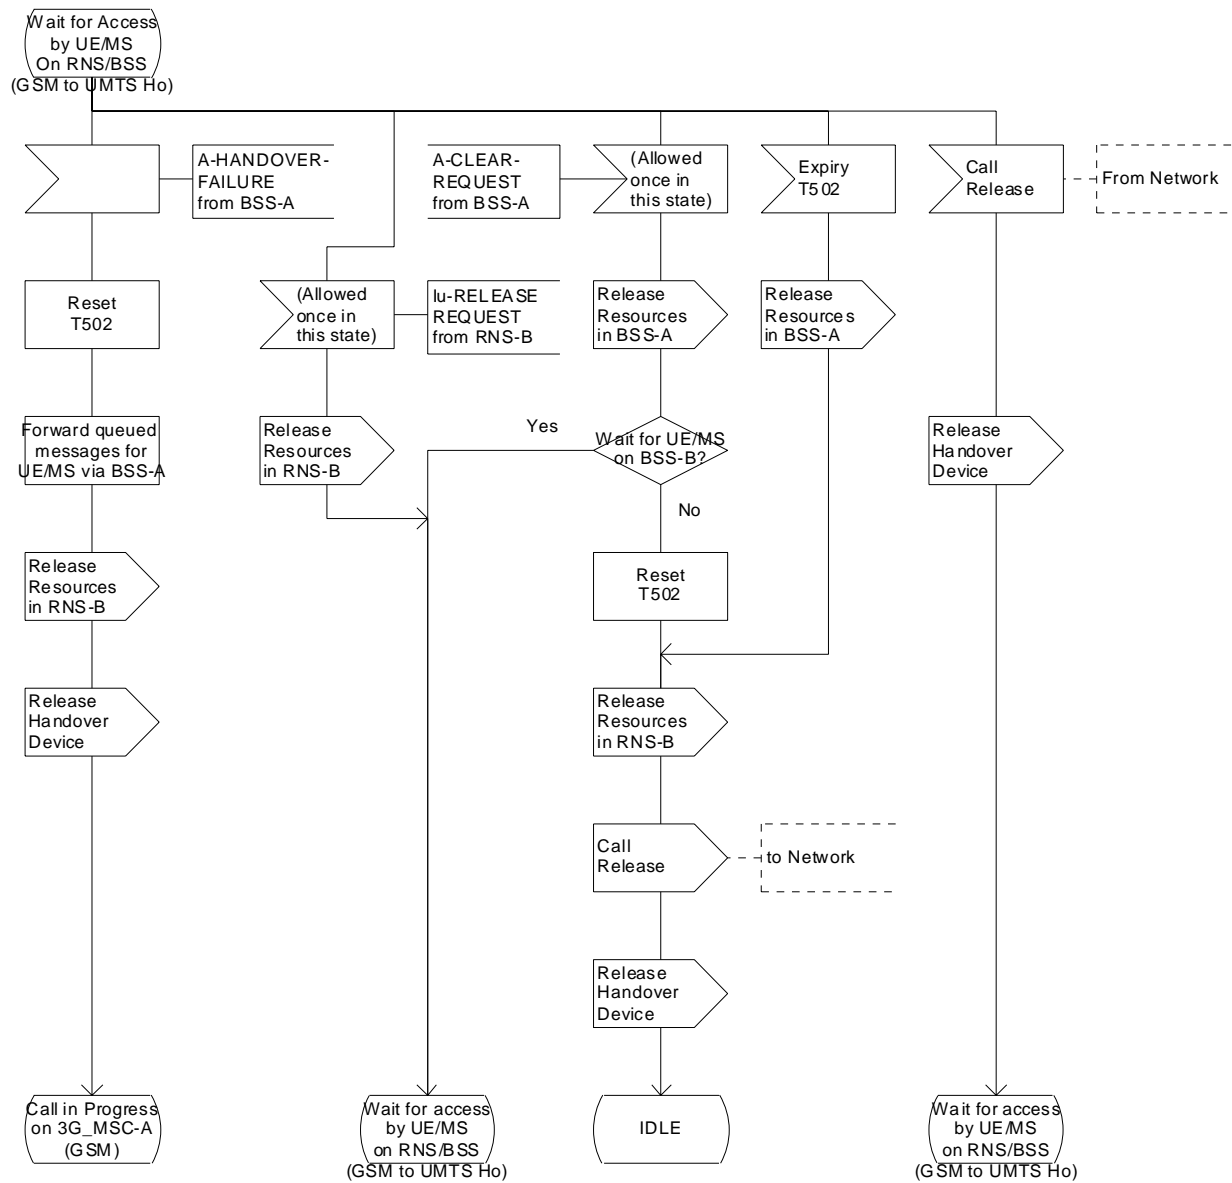 Wait for Access
by UE/MS
On RNS/BSS
(GSM to UMTS Ho)
A-HANDOVER-
FAILURE
from BSS-A
A-CLEAR-
REQUEST
from BSS-A
(Allowed
once in
this state)
Expiry
T502
Call
Release
From Network
Reset
T502
(Allowed
once in
this state)
Iu-RELEASE
REQUEST
from RNS-B
Release
Resources
in BSS-A
Release
Resources
in BSS-A
Forward queued
messages for
UE/MS via BSS-A
Release
Resources
in RNS-B
Yes
Wait for UE/MS
on BSS-B?
No
Release
Handover
Device
Release
Resources
in RNS-B
Reset
T502
Release
Handover
Device
Release
Resources
in RNS-B
Call
Release
to Network
Release
Handover
Device
Call in Progress
on 3G_MSC-A
(GSM)
Wait for access
by UE/MS
on RNS/BSS
(GSM to UMTS Ho)
IDLE
Wait for access
by UE/MS
on RNS/BSS
(GSM to UMTS Ho)